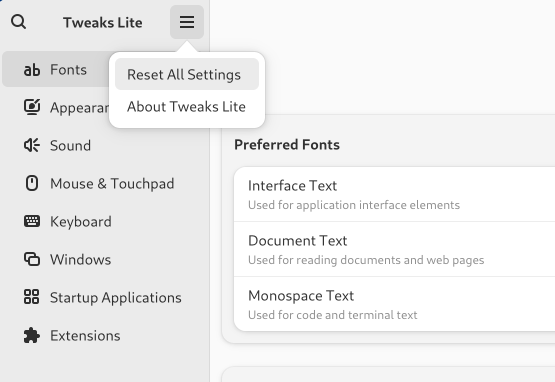 Tweaks Lite
Reset All Settings
About Tweaks Lite
ab Fonts
Sound
Mouse & Touchpad
Keyboard
Windows
Startup Applications
Extensions
Preferred Fonts
Interface Text
Used for application interface elements
Document Text
Used for reading documents and web pages
Monospace Text
Used for code and terminal text